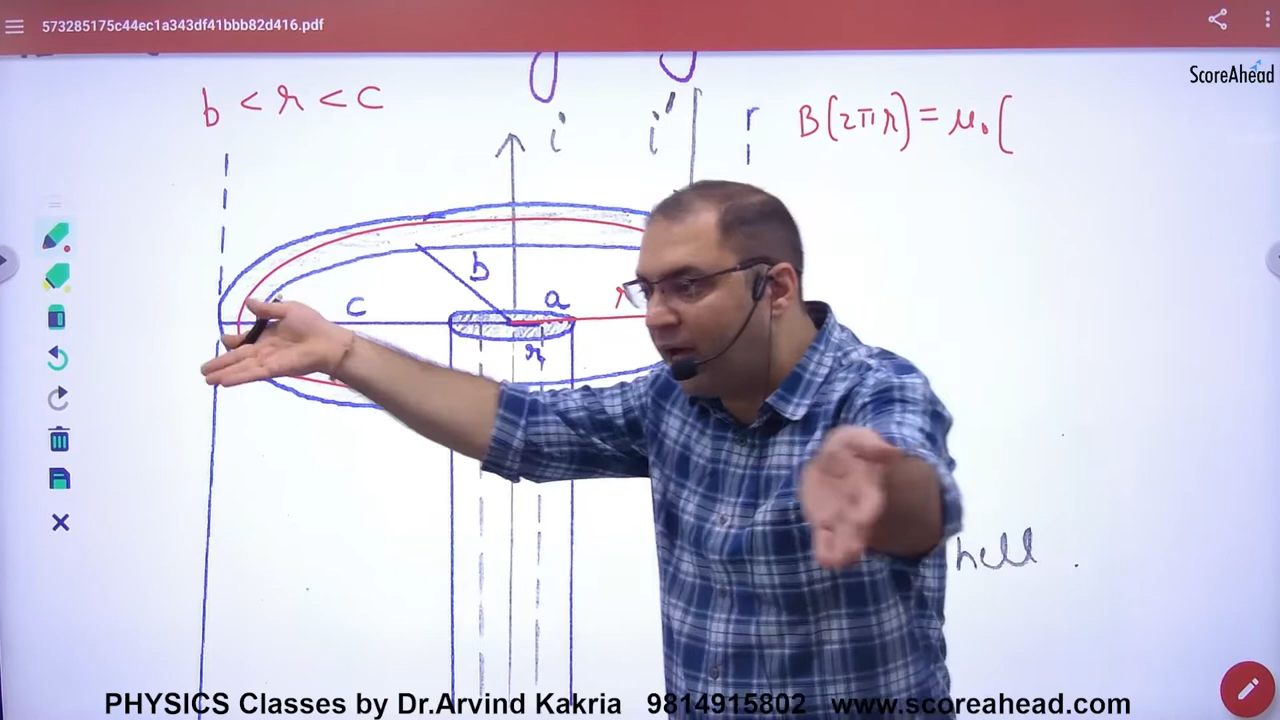 573285175c44ec1a343df41bbb82d416.pdf
ScoreAhead
b < r < c
i
i'
r
B(2πr) = μ₀(
b
c
a
r
r
hell .
PHYSICS Classes by Dr.Arvind Kakria 9814915802 www.scoreahead.com